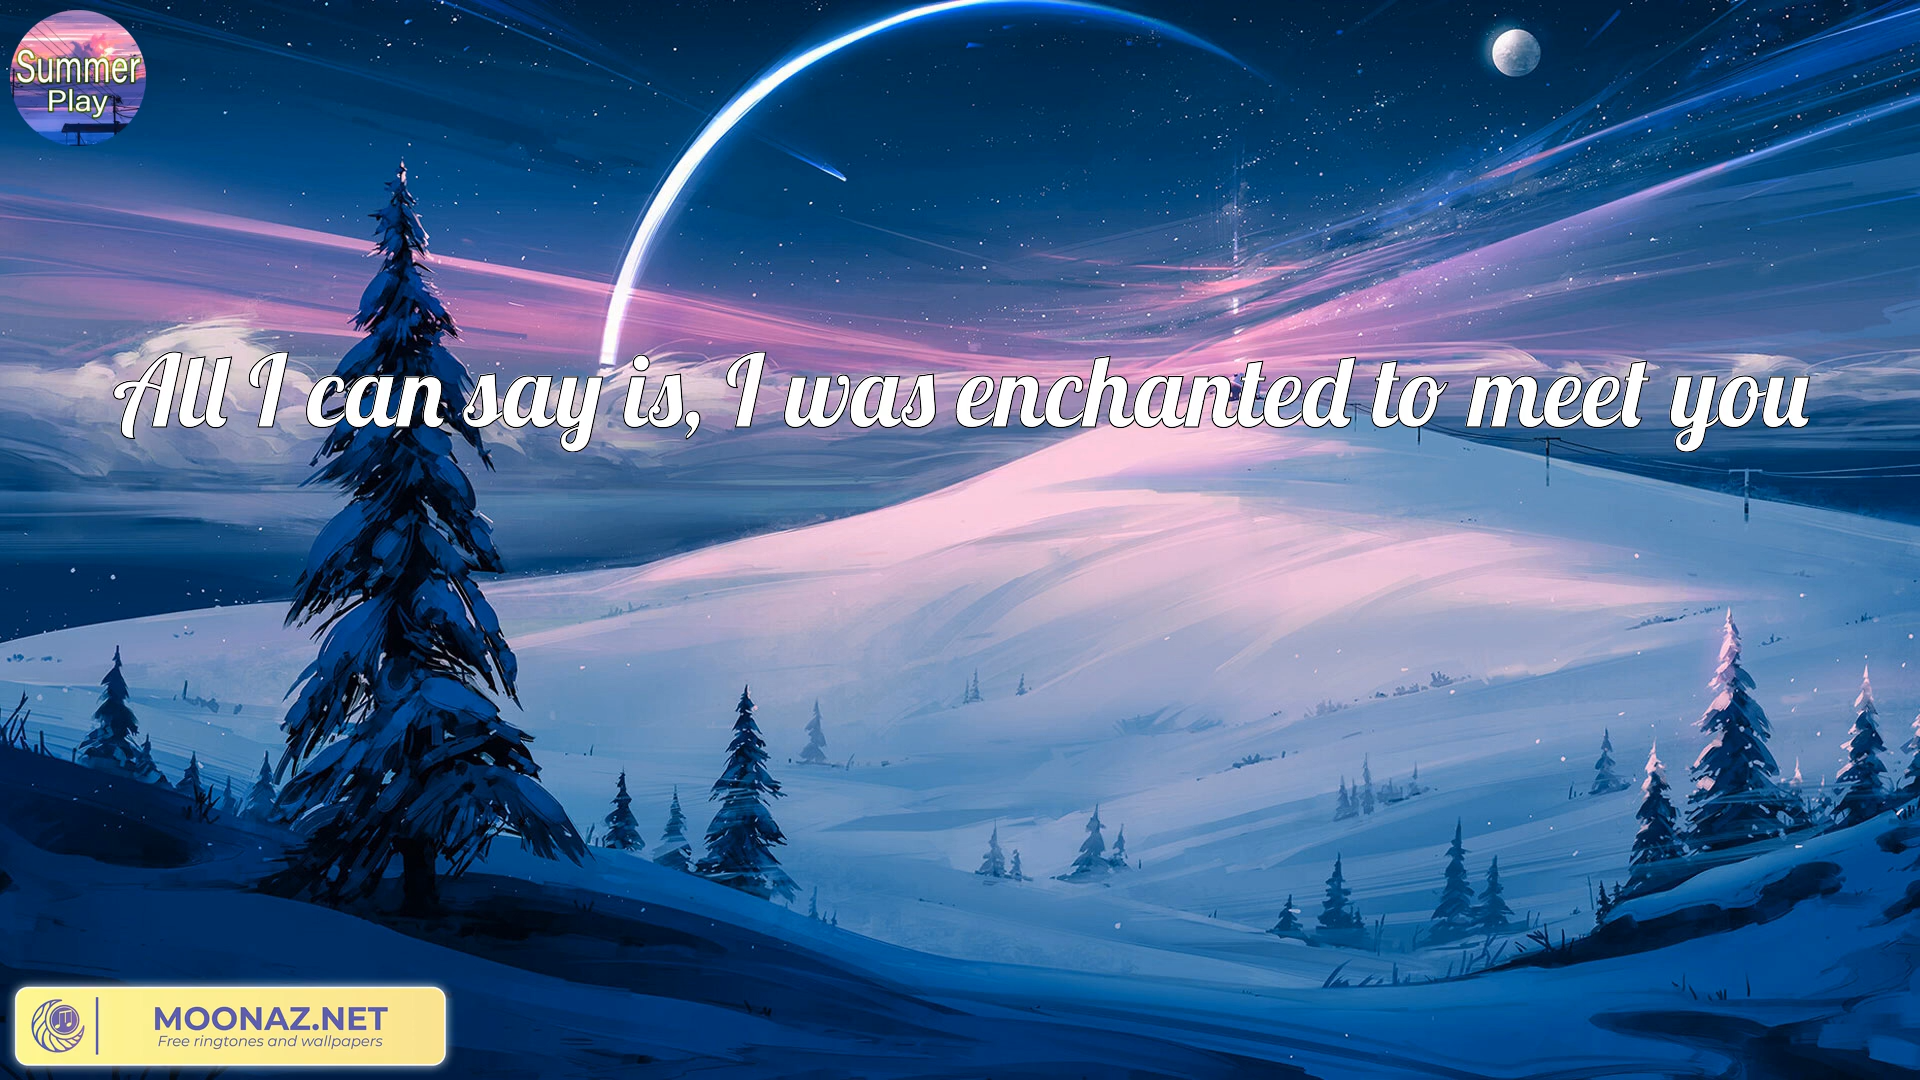 Summer
Play
All I can say is, I was enchanted to meet you
MOONAZ.NET
Free ringtones and wallpapers